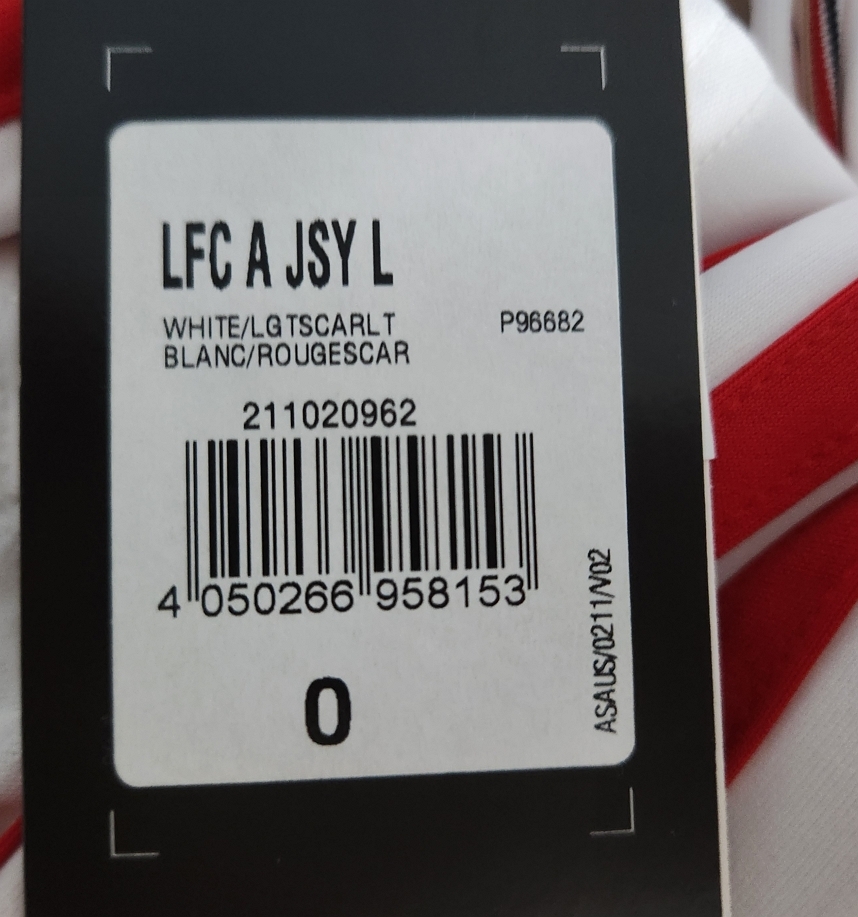 LFC A JSY L
WHITE/LGTSCARLT P96682
BLANC/ROUGESCAR
211020962
4 050266 958153
0
ASAUS/0211/V02